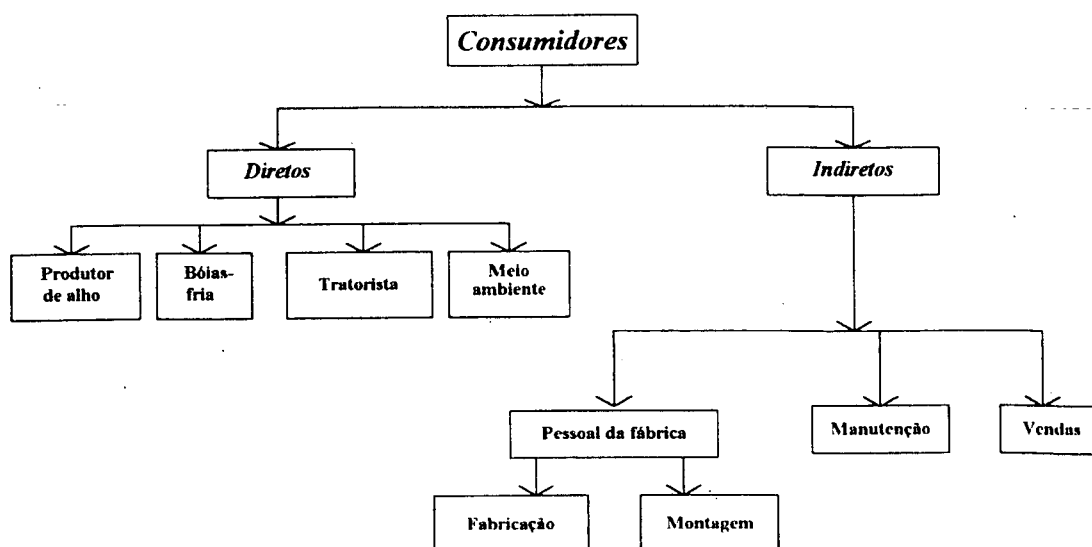 Consumidores
Diretos
Indiretos
Produtor
de alho
Bóias-
fria
Tratorista
Meio
ambiente
Pessoal da fábrica
Manutenção
Vendas
Fabricação
Montagem